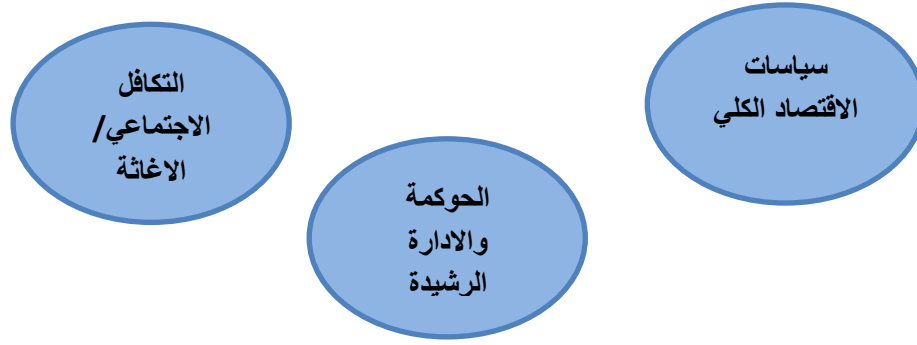 سياسات
الاقتصاد الكلي
التكافل
الاجتماعي/
الاغاثة
الحوكمة
والادارة
الرشيدة